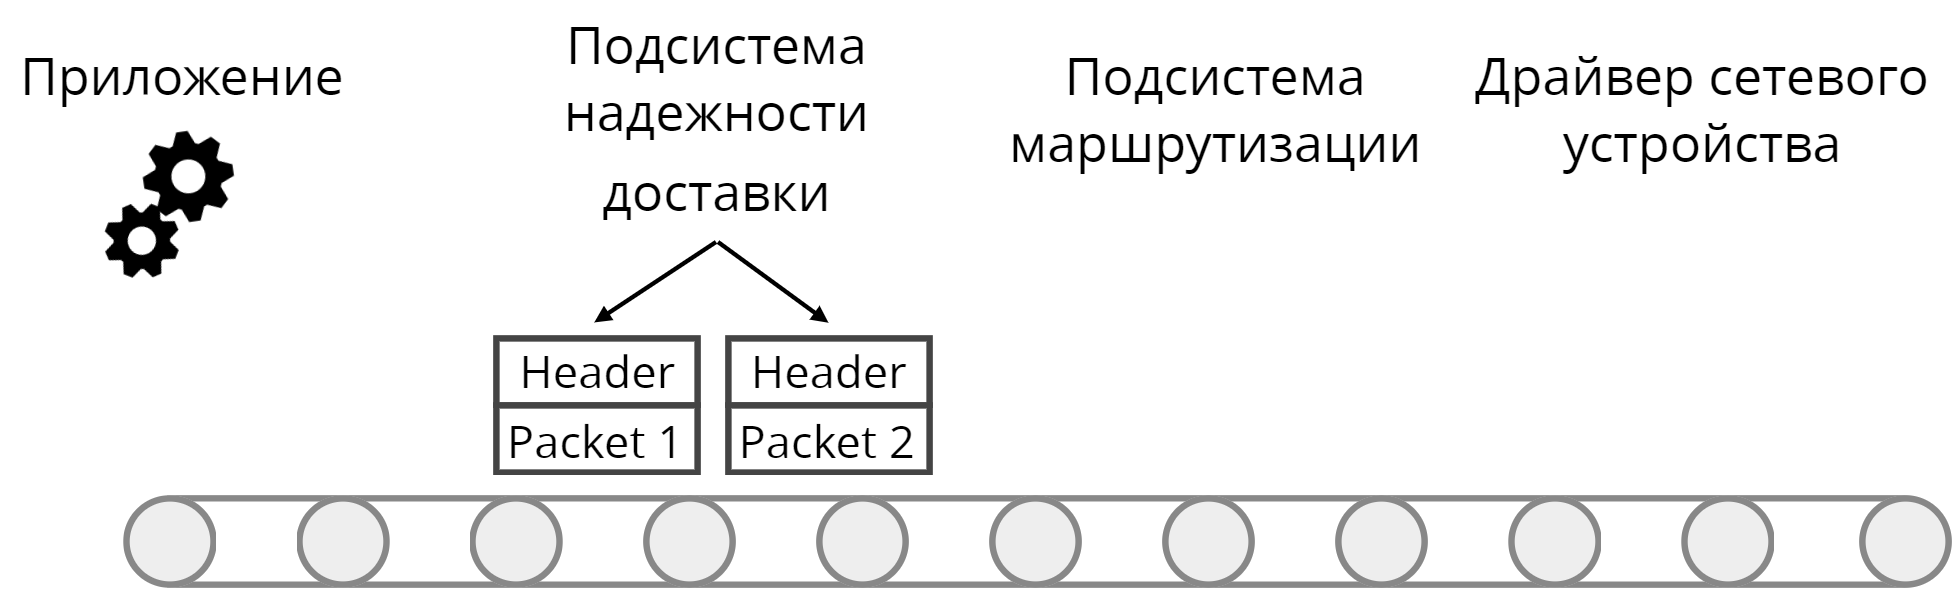 Приложение
Подсистема
надежности
доставки
Подсистема
маршрутизации
Драйвер сетевого
устройства
Header
Packet 1
Header
Packet 2